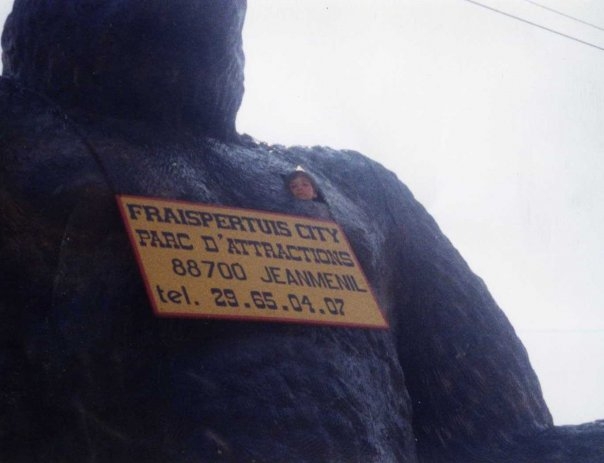 FRAISPERTUIS CITY
PARC D'ATTRACTIONS
88700 JEANMENIL
tel. 29.65.04.07